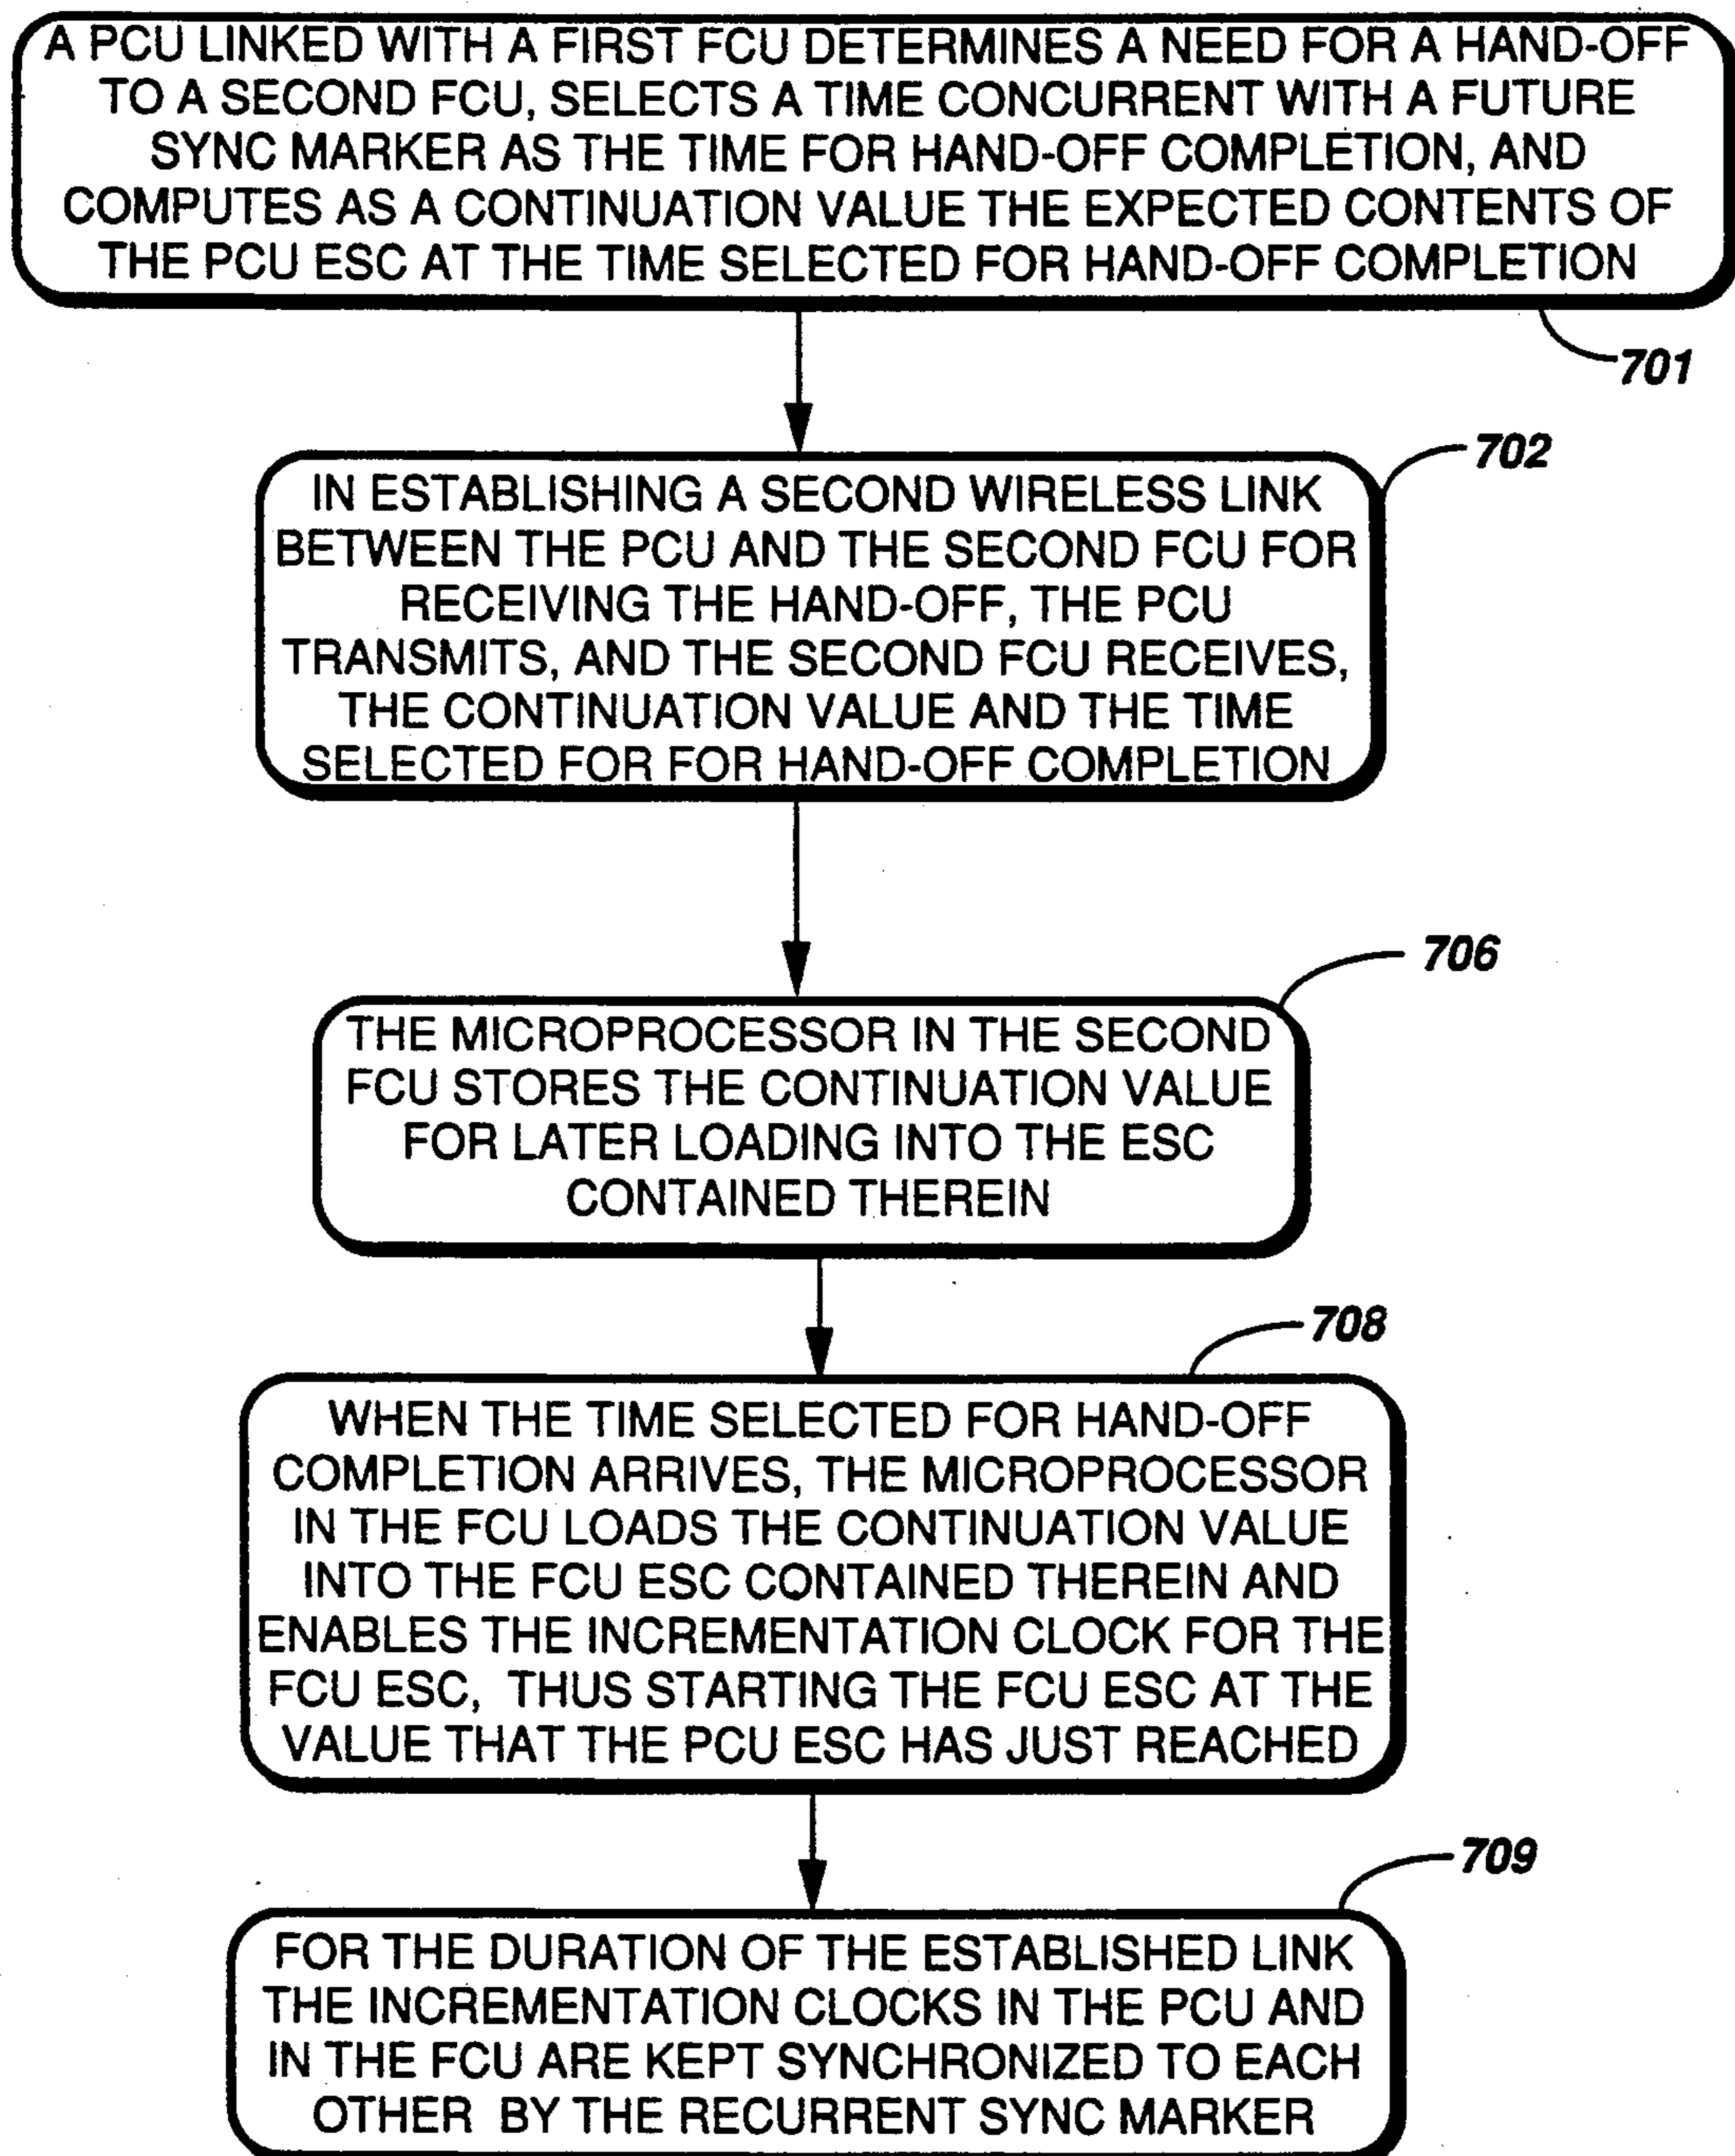 A PCU LINKED WITH A FIRST FCU DETERMINES A NEED FOR A HAND-OFF
TO A SECOND FCU, SELECTS A TIME CONCURRENT WITH A FUTURE
SYNC MARKER AS THE TIME FOR HAND-OFF COMPLETION, AND
COMPUTES AS A CONTINUATION VALUE THE EXPECTED CONTENTS OF
THE PCU ESC AT THE TIME SELECTED FOR HAND-OFF COMPLETION
701
702
IN ESTABLISHING A SECOND WIRELESS LINK
BETWEEN THE PCU AND THE SECOND FCU FOR
RECEIVING THE HAND-OFF, THE PCU
TRANSMITS, AND THE SECOND FCU RECEIVES,
THE CONTINUATION VALUE AND THE TIME
SELECTED FOR FOR HAND-OFF COMPLETION
706
THE MICROPROCESSOR IN THE SECOND
FCU STORES THE CONTINUATION VALUE
FOR LATER LOADING INTO THE ESC
CONTAINED THEREIN
708
WHEN THE TIME SELECTED FOR HAND-OFF
COMPLETION ARRIVES, THE MICROPROCESSOR
IN THE FCU LOADS THE CONTINUATION VALUE
INTO THE FCU ESC CONTAINED THEREIN AND
ENABLES THE INCREMENTATION CLOCK FOR THE
FCU ESC, THUS STARTING THE FCU ESC AT THE
VALUE THAT THE PCU ESC HAS JUST REACHED
709
FOR THE DURATION OF THE ESTABLISHED LINK
THE INCREMENTATION CLOCKS IN THE PCU AND
IN THE FCU ARE KEPT SYNCHRONIZED TO EACH
OTHER BY THE RECURRENT SYNC MARKER